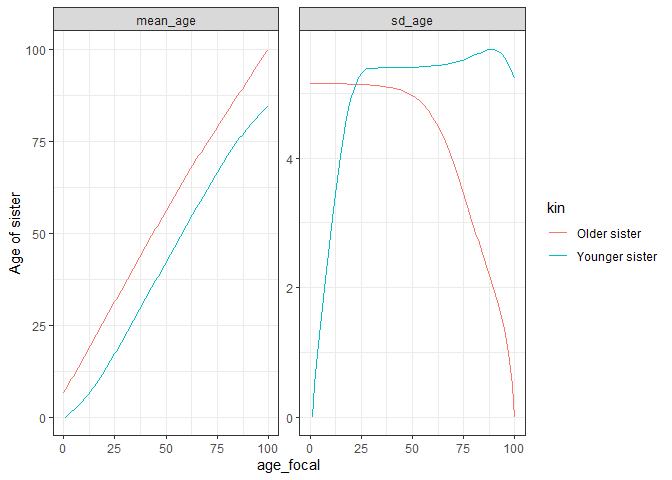 mean_age
sd_age
Age of sister
100
75
50
25
0
4
2
0
0
25
50
75
100
0
25
50
75
100
age_focal
kin
Older sister
Younger sister